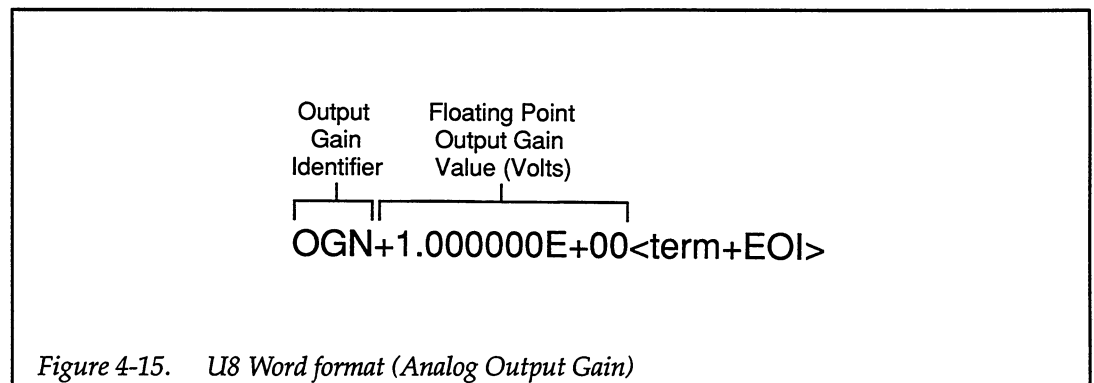 Output
Gain
Identifier
Floating Point
Output Gain
Value (Volts)
OGN+1.000000E+00<term+EOI>
Figure 4-15. U8 Word format (Analog Output Gain)